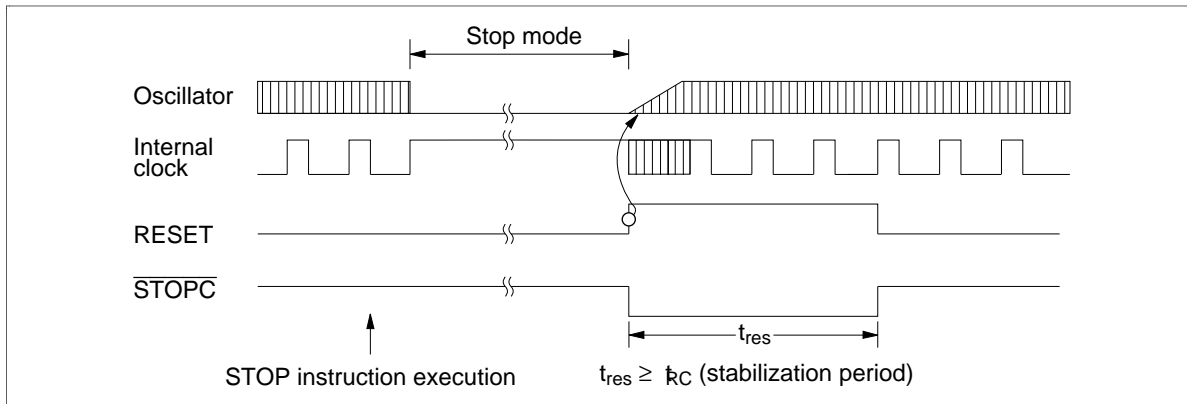 Stop mode
Oscillator
Internal
clock
RESET
STOPC
tres
STOP instruction execution
tres ≥ tRC (stabilization period)